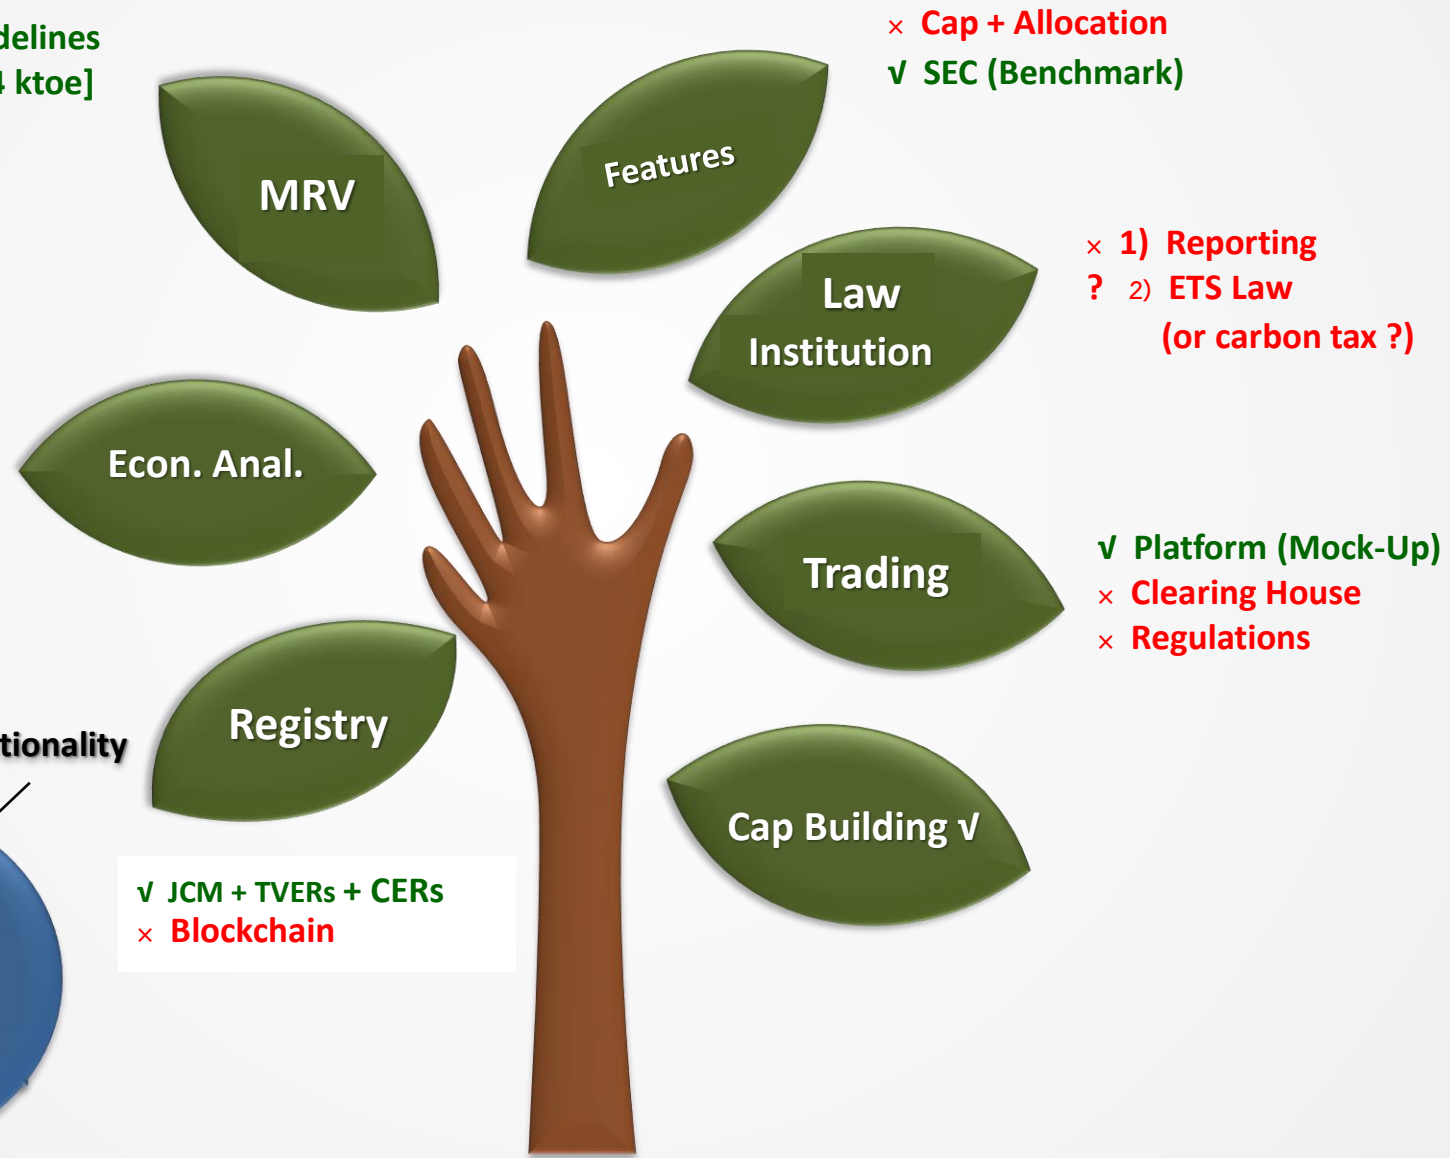 delines
4 ktoe]
× Cap + Allocation
√ SEC (Benchmark)
MRV
Features
Law
Institution
× 1) Reporting
? 2) ETS Law
(or carbon tax ?)
Econ. Anal.
Trading
√ Platform (Mock-Up)
× Clearing House
× Regulations
Registry
tionality
Cap Building √
√ JCM + TVERs + CERs
× Blockchain